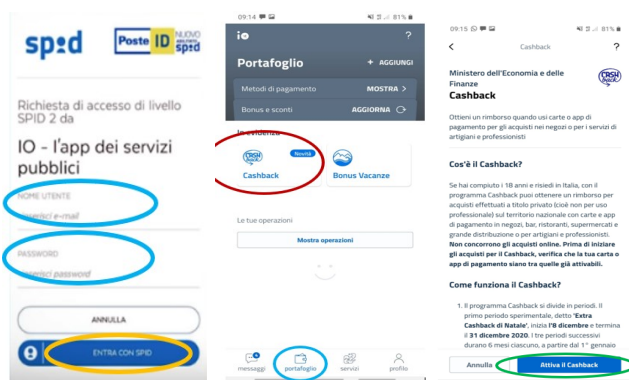 spid
Poste ID NUOVO
ABILITATO
spid
Richiesta di accesso di livello
SPID 2 da
IO - l'app dei servizi
pubblici
NOME UTENTE
inserisci e-mail
PASSWORD
inserisci password
ANNULLA
ENTRA CON SPID
09:14
81%
io
?
Portafoglio
+ AGGIUNGI
Metodi di pagamento
MOSTRA >
Bonus e sconti
AGGIORNA
In evidenza
CASH
BACK
Novità
Cashback
Bonus Vacanze
Le tue operazioni
Mostra operazioni
messaggi
portafoglio
servizi
profilo
09:15
81%
<
Cashback
?
Ministero dell'Economia e delle
Finanze
Cashback
CASH
BACK
Ottieni un rimborso quando usi carte o app di
pagamento per gli acquisti nei negozi o per i servizi di
artigiani e professionisti
Cos'è il Cashback?
Se hai compiuto i 18 anni e risiedi in Italia, con il
programma Cashback puoi ottenere un rimborso per
acquisti effettuati a titolo privato (cioè non per uso
professionale) sul territorio nazionale con carte e app
di pagamento in negozi, bar, ristoranti, supermercati e
grande distribuzione o per artigiani e professionisti.
Non concorrono gli acquisti online. Prima di iniziare
gli acquisti per il Cashback, verifica che la tua carta o
app di pagamento siano tra quelle già attivabili.
Come funziona il Cashback?
1. Il programma Cashback si divide in periodi. Il
primo periodo sperimentale, detto "Extra
Cashback di Natale", inizia l'8 dicembre e termina
il 31 dicembre 2020. I tre periodi successivi
durano 6 mesi ciascuno, a partire dal 1° gennaio
Annulla
Attiva il Cashback